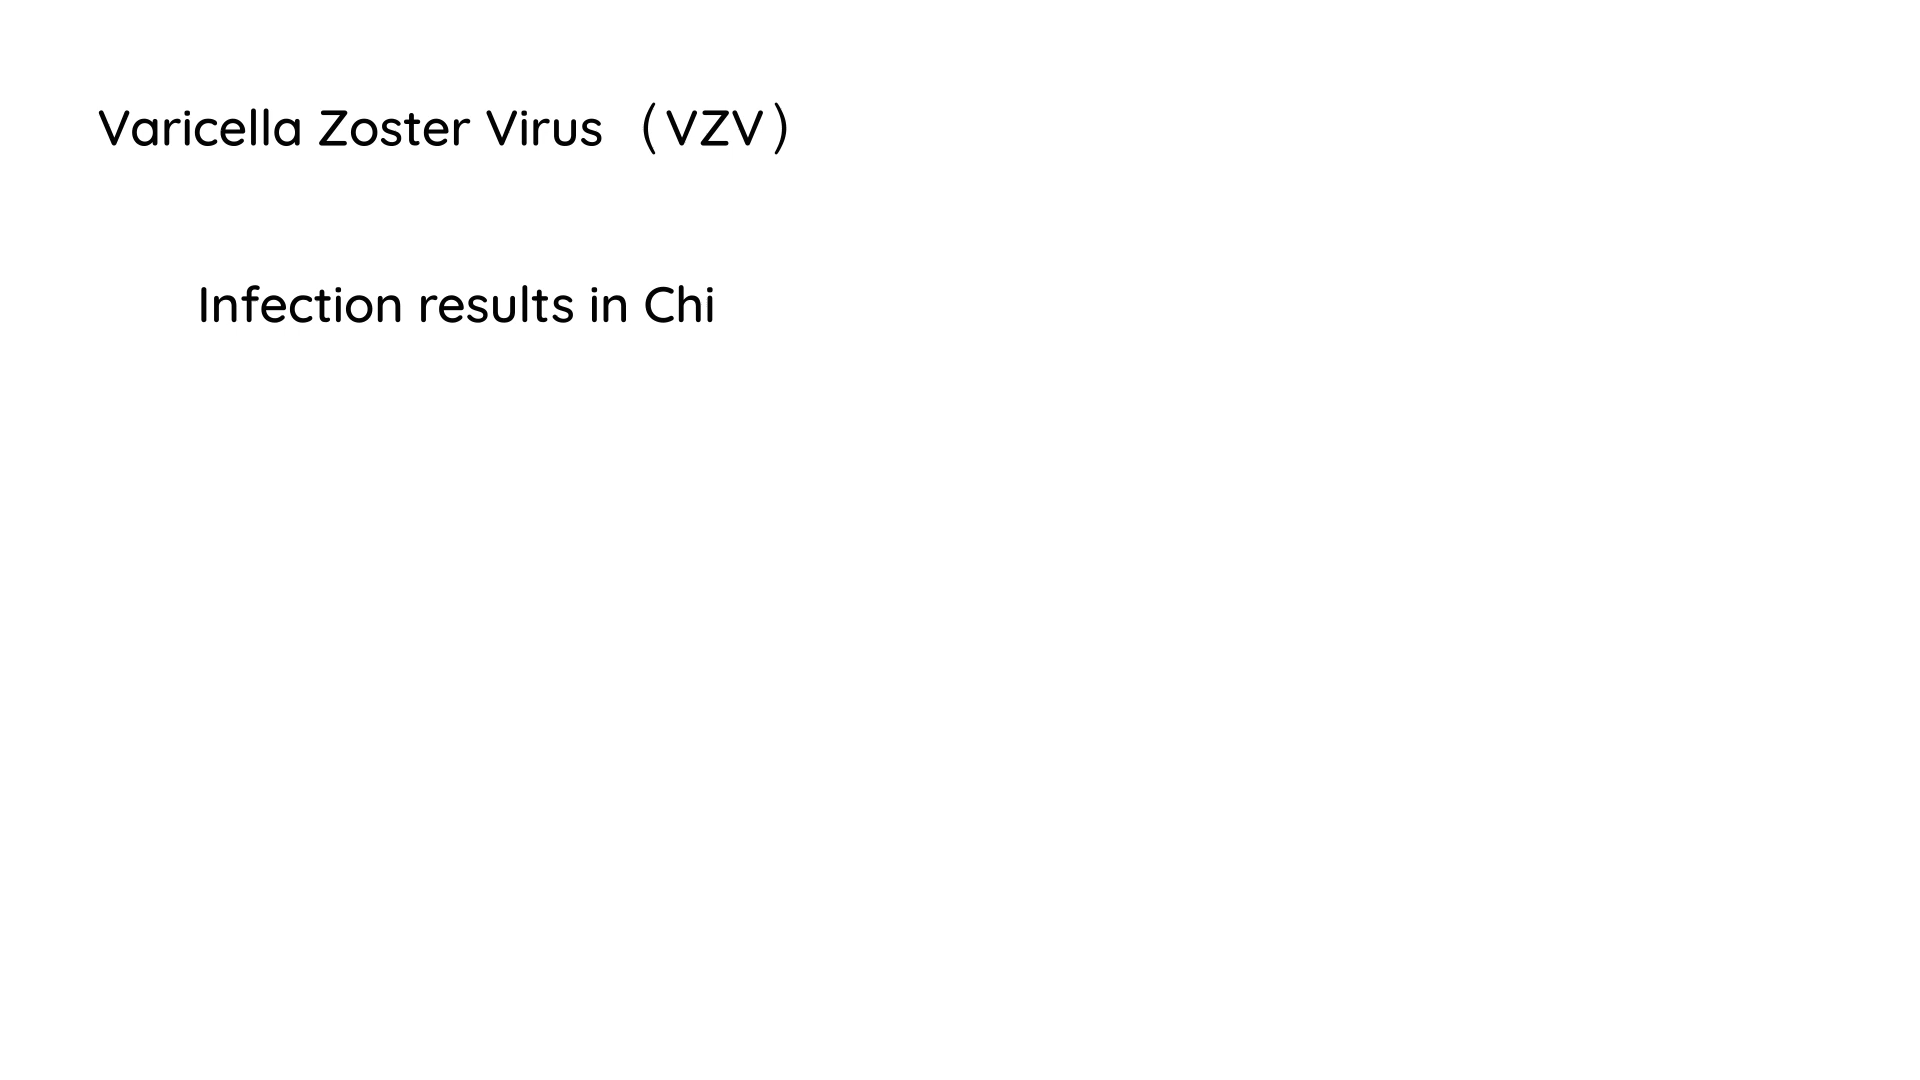 Varicella Zoster Virus (VZV)
Infection results in Chi